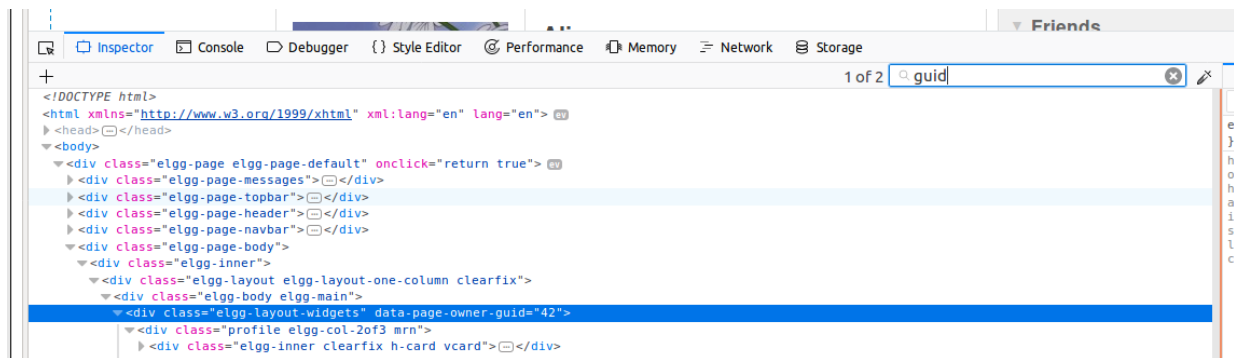 Friends
Inspector Console Debugger {} Style Editor Performance Memory Network Storage
+ 1 of 2 guid
<!DOCTYPE html>
<html xmlns="http://www.w3.org/1999/xhtml" xml:lang="en" lang="en"> ev
<head></head>
<body>
<div class="elgg-page elgg-page-default" onclick="return true"> ev
<div class="elgg-page-messages"></div>
<div class="elgg-page-topbar"></div>
<div class="elgg-page-header"></div>
<div class="elgg-page-navbar"></div>
<div class="elgg-page-body">
<div class="elgg-inner">
<div class="elgg-layout elgg-layout-one-column clearfix">
<div class="elgg-body elgg-main">
<div class="elgg-layout-widgets" data-page-owner-guid="42">
<div class="profile elgg-col-2of3 mrn">
<div class="elgg-inner clearfix h-card vcard"></div>